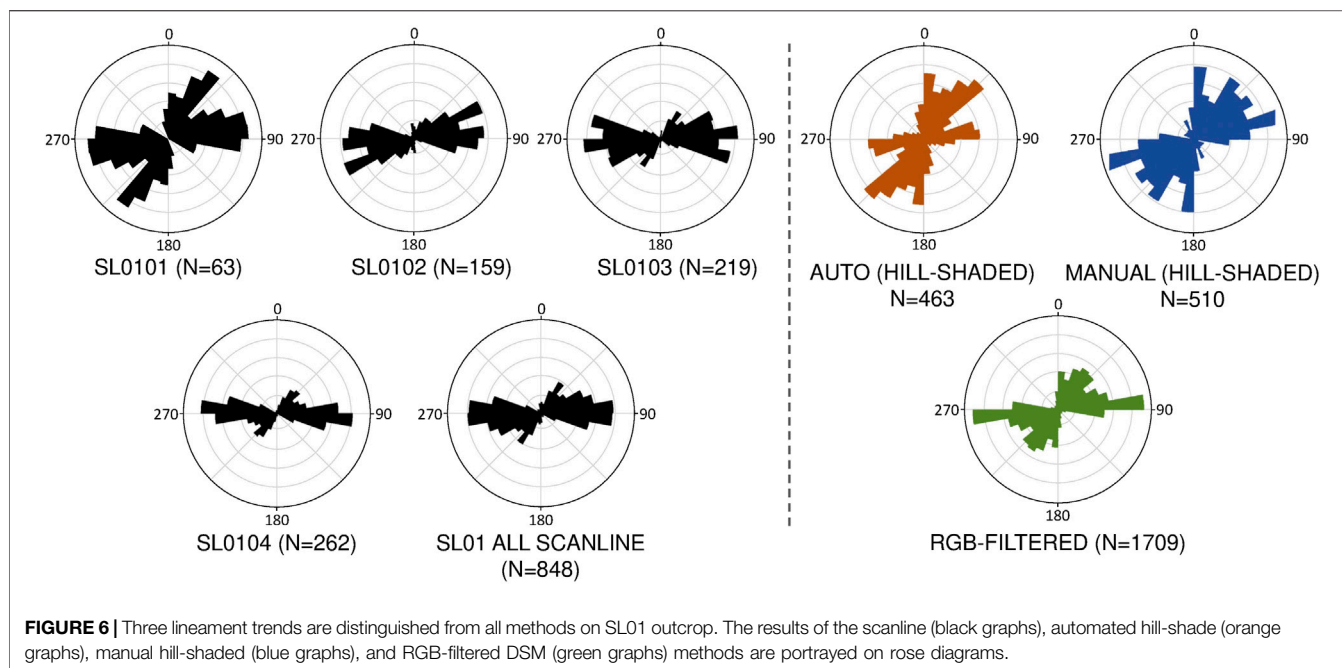 0
270
90
180
SL0101 (N=63)
0
270
90
180
SL0102 (N=159)
0
270
90
180
SL0103 (N=219)
0
270
90
180
AUTO (HILL-SHADED)
N=463
0
270
90
180
MANUAL (HILL-SHADED)
N=510
0
270
90
180
SL0104 (N=262)
0
270
90
180
SL01 ALL SCANLINE
(N=848)
0
270
90
180
RGB-FILTERED (N=1709)
FIGURE 6 | Three lineament trends are distinguished from all methods on SL01 outcrop. The results of the scanline (black graphs), automated hill-shade (orange
graphs), manual hill-shaded (blue graphs), and RGB-filtered DSM (green graphs) methods are portrayed on rose diagrams.